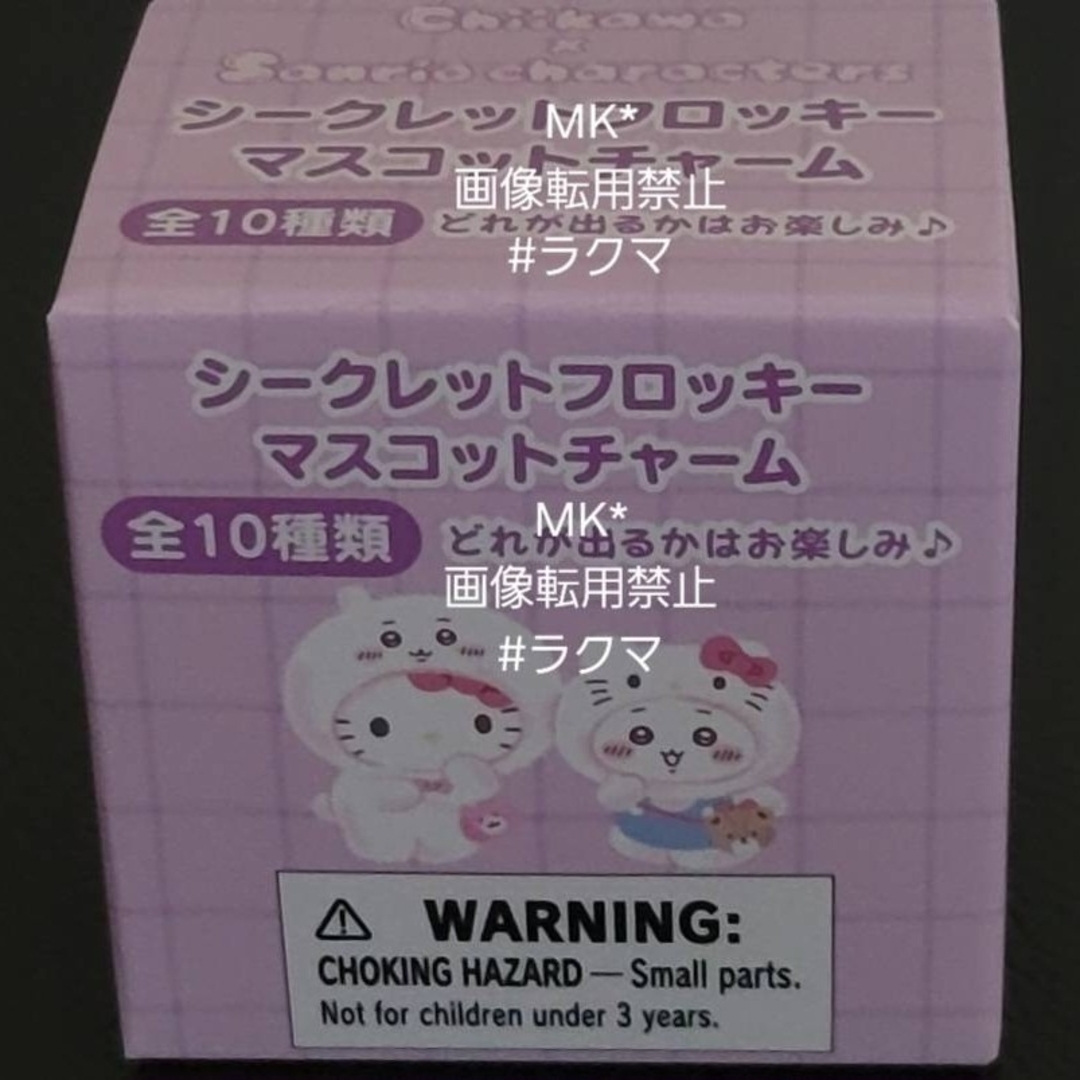 Chiikawa
×
Sanrio characters
シークレットフロッキー
マスコットチャーム
全10種類 どれが出るかはお楽しみ♪
MK*
画像転用禁止
#ラクマ
シークレットフロッキー
マスコットチャーム
全10種類 どれが出るかはお楽しみ♪
MK*
画像転用禁止
#ラクマ
⚠ WARNING:
CHOKING HAZARD — Small parts.
Not for children under 3 years.